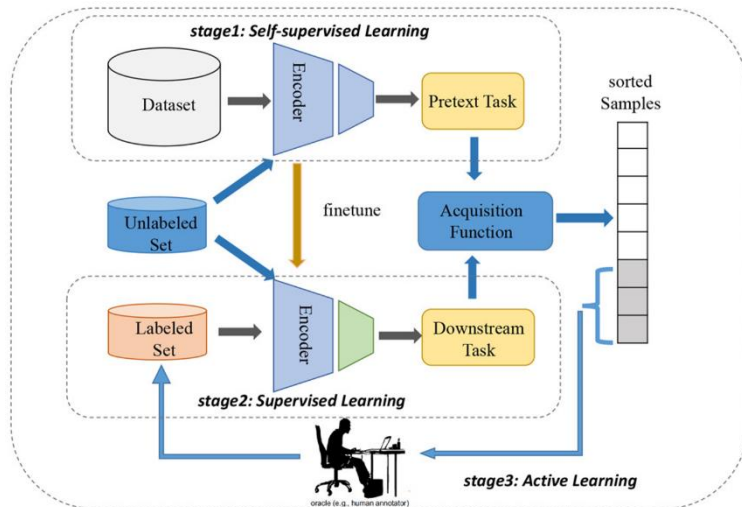 stage1: Self-supervised Learning
sorted
Samples
Dataset
Encoder
Pretext Task
Unlabeled
Set
finetune
Acquisition
Function
Labeled
Set
Encoder
Downstream
Task
stage2: Supervised Learning
stage3: Active Learning
oracle (e.g., human annotator)